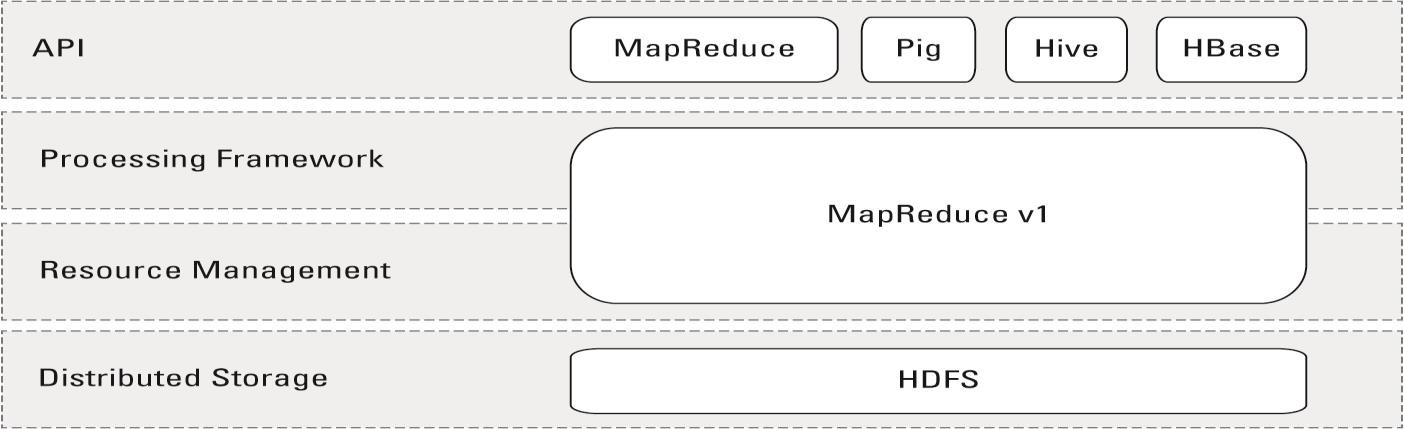 API
MapReduce
Pig
Hive
HBase
Processing Framework
MapReduce v1
Resource Management
Distributed Storage
HDFS